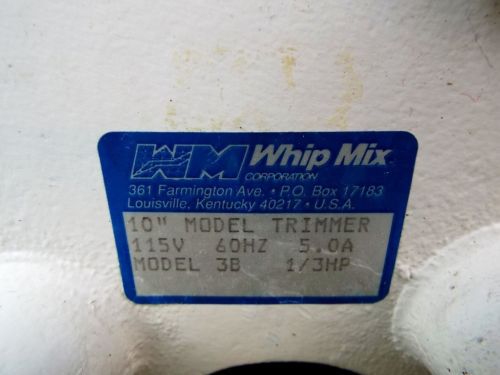 WM Whip Mix
CORPORATION
361 Farmington Ave. • P.O. Box 17183
Louisville, Kentucky 40217 • U.S.A.
10" MODEL TRIMMER
115V 60HZ 5.0A
MODEL 3B 1/3HP